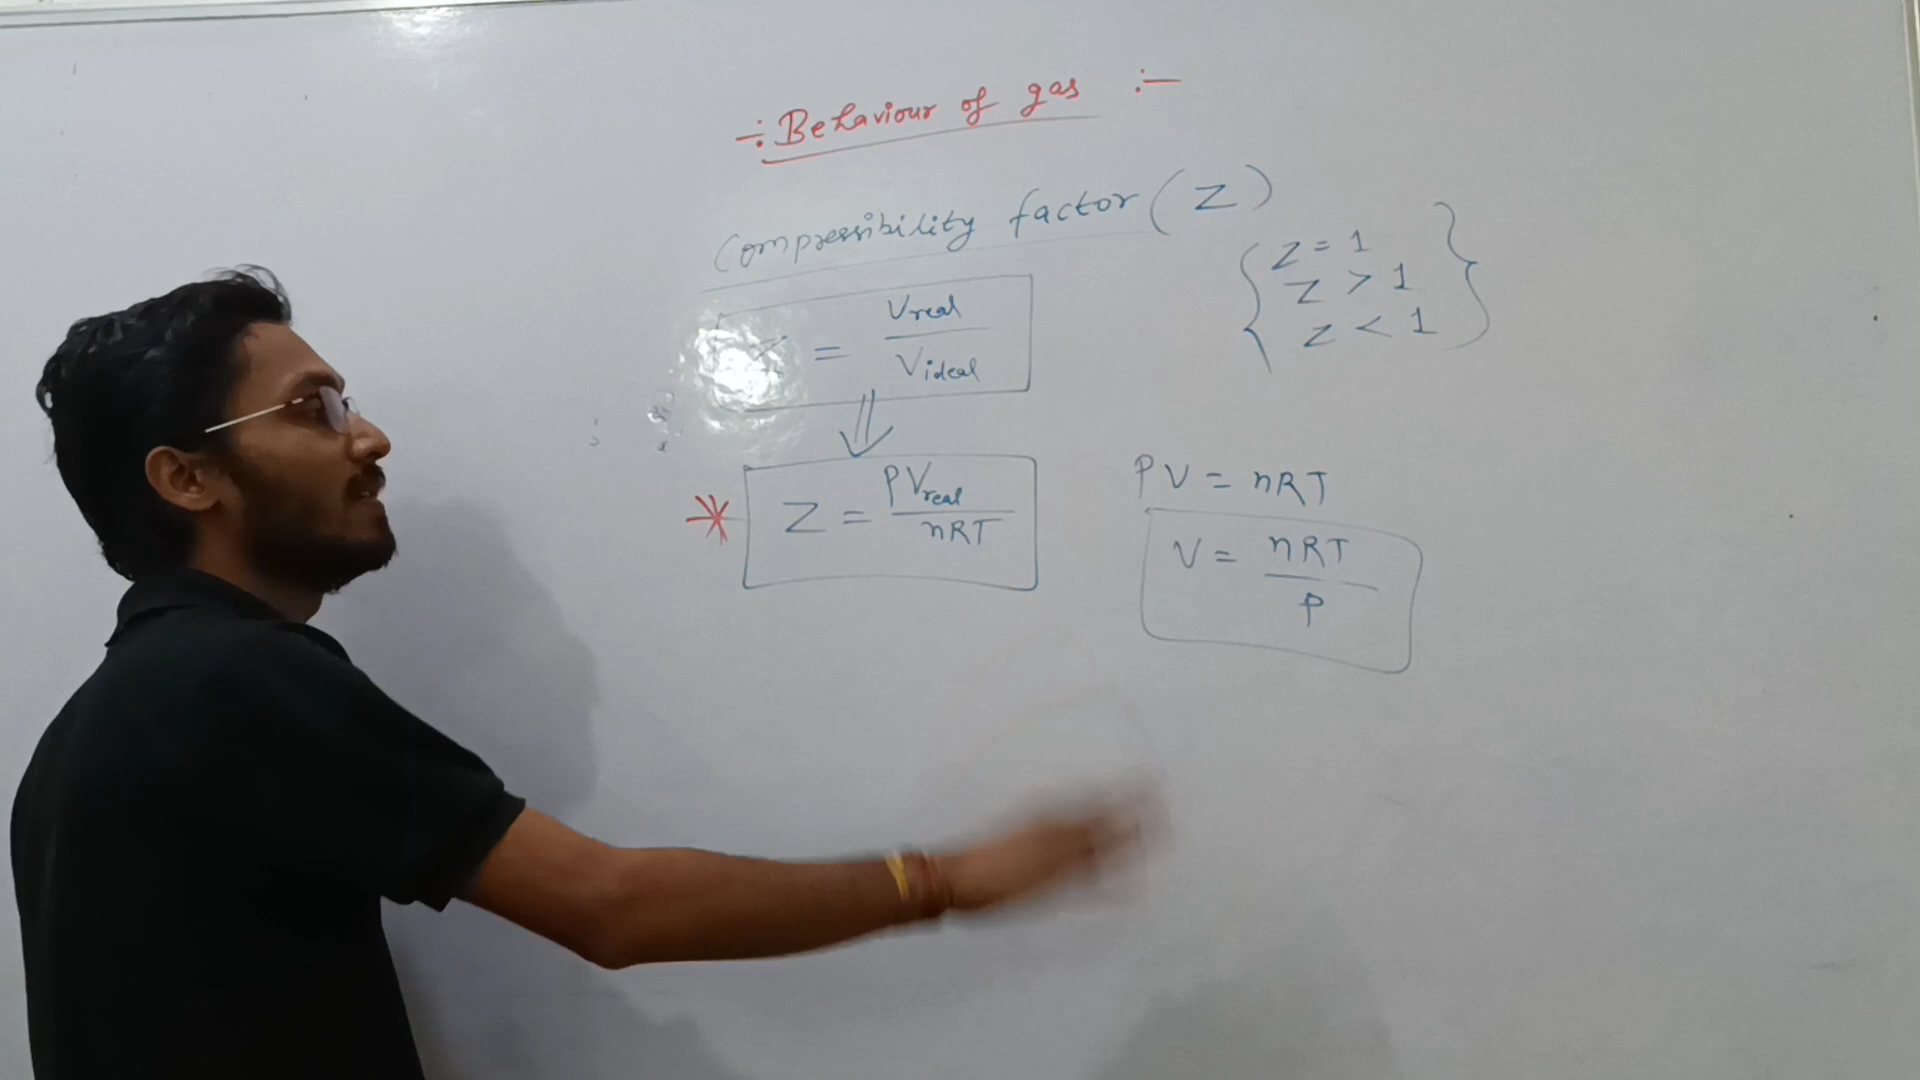 ÷ Behaviour of gas :-
Compressibility factor (Z)
Z = 1
Z > 1
Z < 1
Z = Vreal / Videal
⇓
* Z = PVreal / nRT
PV = nRT
V = nRT / P